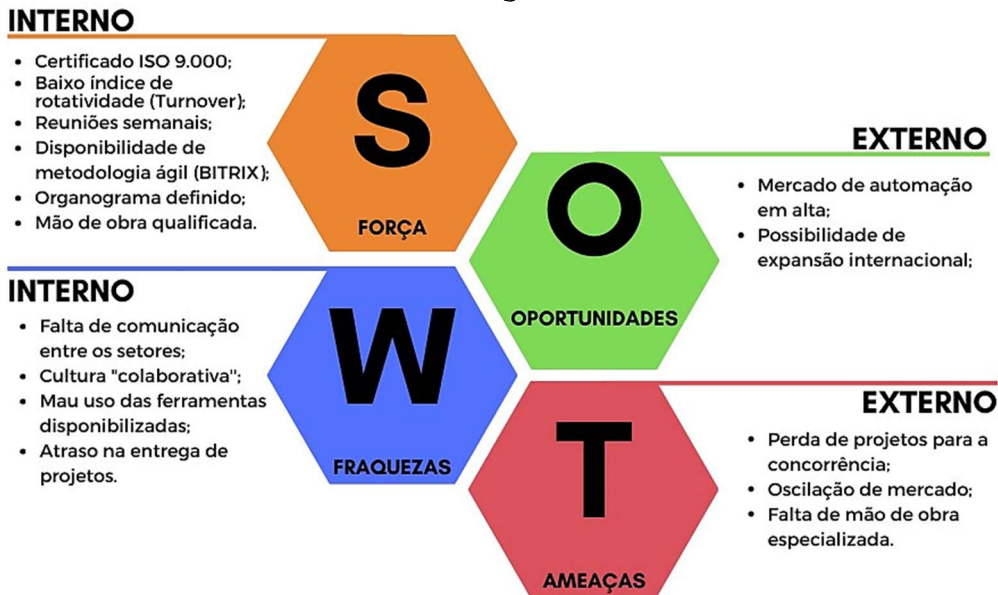 INTERNO
• Certificado ISO 9.000;
• Baixo índice de
rotatividade (Turnover);
• Reuniões semanais;
• Disponibilidade de
metodologia ágil (BITRIX);
• Organograma definido;
• Mão de obra qualificada.
S
FORÇA
EXTERNO
• Mercado de automação
em alta;
• Possibilidade de
expansão internacional;
O
OPORTUNIDADES
INTERNO
• Falta de comunicação
entre os setores;
• Cultura "colaborativa";
• Mau uso das ferramentas
disponibilizadas;
• Atraso na entrega de
projetos.
W
FRAQUEZAS
EXTERNO
• Perda de projetos para a
concorrência;
• Oscilação de mercado;
• Falta de mão de obra
especializada.
T
AMEAÇAS